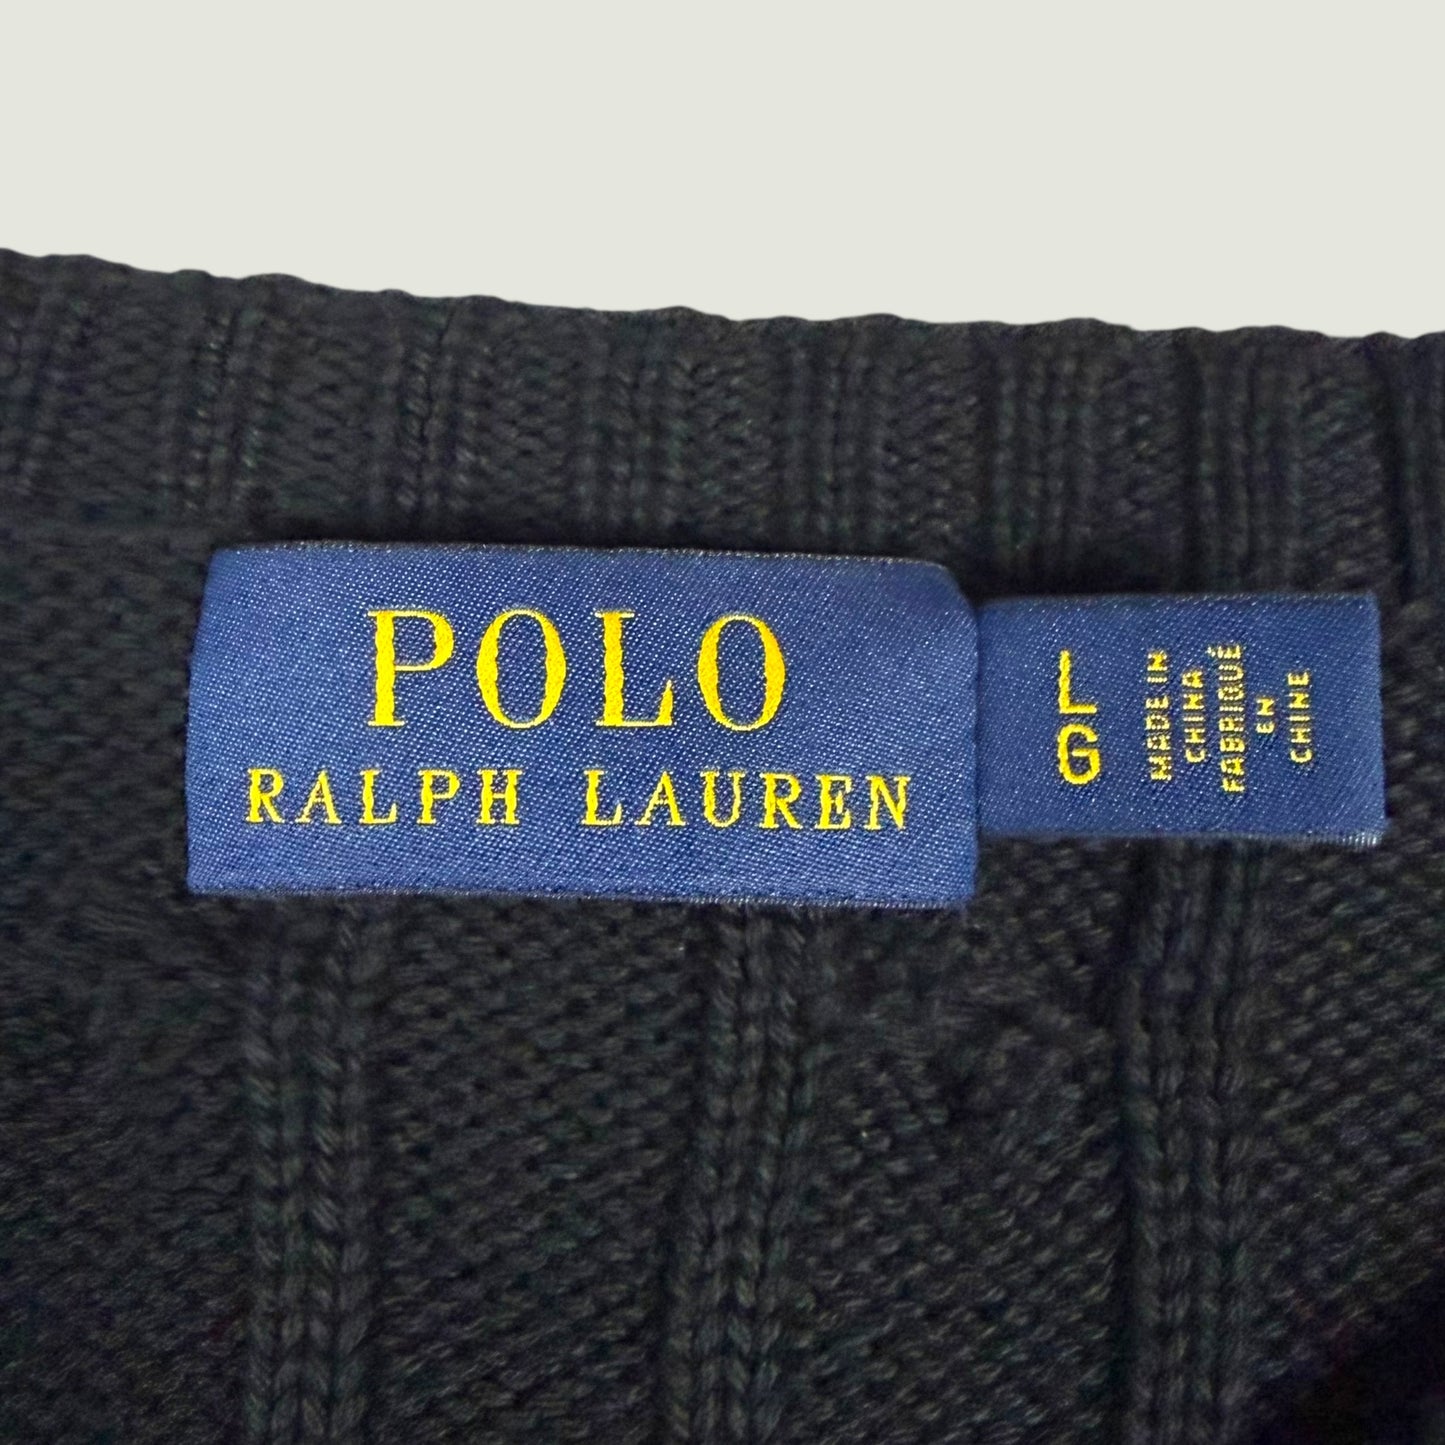 POLO
RALPH LAUREN
L
G
MADE IN
CHINA
FABRIQUÉ
EN
CHINE